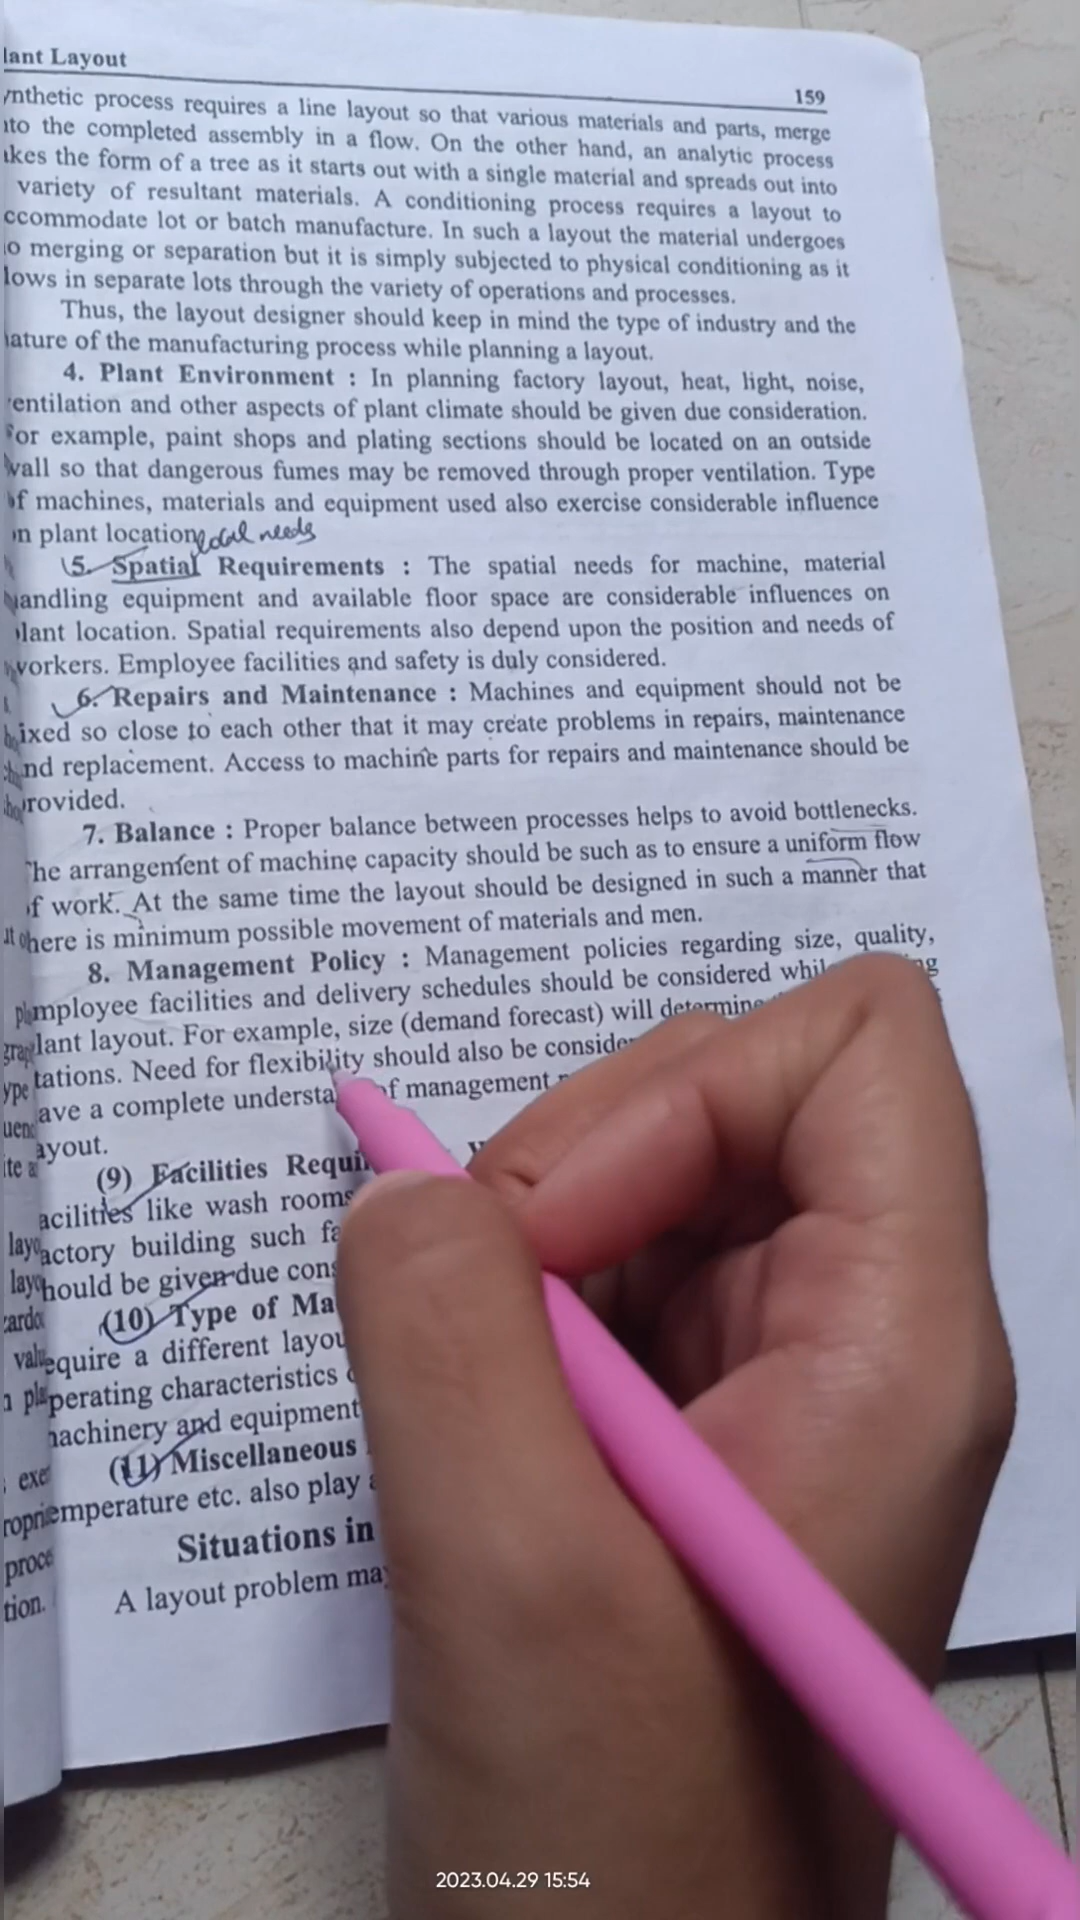 lant Layout
159
ynthetic process requires a line layout so that various materials and parts, merge
nto the completed assembly in a flow. On the other hand, an analytic process
akes the form of a tree as it starts out with a single material and spreads out into
variety of resultant materials. A conditioning process requires a layout to
ccommodate lot or batch manufacture. In such a layout the material undergoes
o merging or separation but it is simply subjected to physical conditioning as it
lows in separate lots through the variety of operations and processes.
Thus, the layout designer should keep in mind the type of industry and the
ature of the manufacturing process while planning a layout.
4. Plant Environment : In planning factory layout, heat, light, noise,
entilation and other aspects of plant climate should be given due consideration.
or example, paint shops and plating sections should be located on an outside
wall so that dangerous fumes may be removed through proper ventilation. Type
of machines, materials and equipment used also exercise considerable influence
on plant location
local needs
5. Spatial Requirements : The spatial needs for machine, material
andling equipment and available floor space are considerable influences on
lant location. Spatial requirements also depend upon the position and needs of
workers. Employee facilities and safety is duly considered.
6. Repairs and Maintenance : Machines and equipment should not be
ixed so close to each other that it may create problems in repairs, maintenance
nd replacement. Access to machine parts for repairs and maintenance should be
rovided.
7. Balance : Proper balance between processes helps to avoid bottlenecks.
The arrangement of machine capacity should be such as to ensure a uniform flow
of work. At the same time the layout should be designed in such a manner that
here is minimum possible movement of materials and men.
8. Management Policy : Management policies regarding size, quality,
mployee facilities and delivery schedules should be considered whil ng
lant layout. For example, size (demand forecast) will determine
tations. Need for flexibility should also be conside
ave a complete understa of management
ayout.
(9) Facilities Requi
acilities like wash rooms
actory building such fa
hould be given due cons
(10) Type of Ma
equire a different layou
perating characteristics
achinery and equipment
(11) Miscellaneous
emperature etc. also play a
Situations in
A layout problem may
2023.04.29 15:54